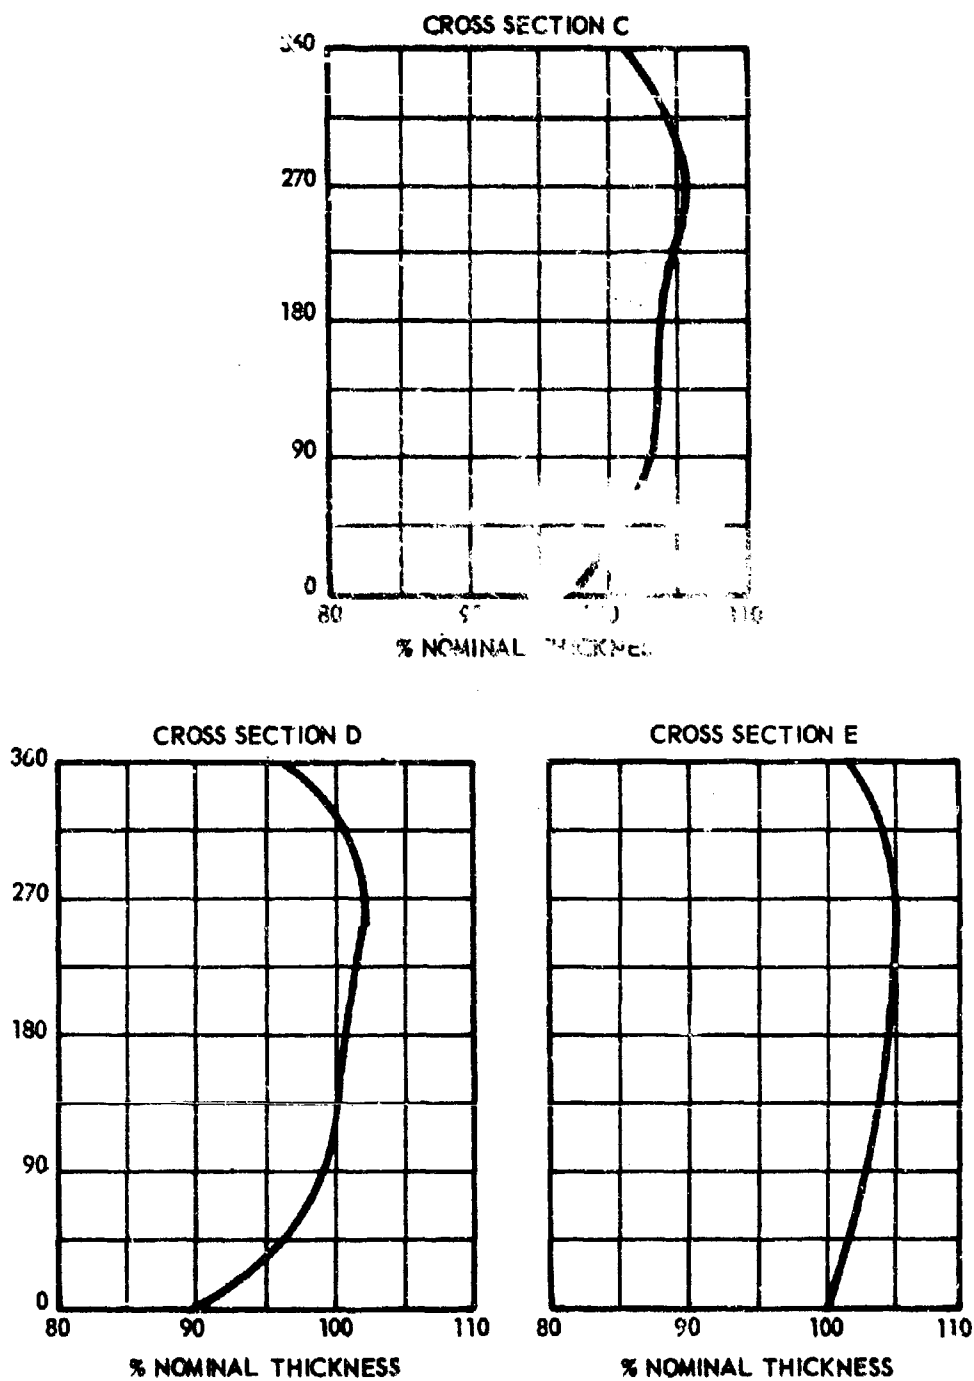 CROSS SECTION C
270
180
90
0
80
110
% NOMINAL
CROSS SECTION D
360
270
180
90
0
80 90 100 110
% NOMINAL THICKNESS
CROSS SECTION E
80 90 100 110
% NOMINAL THICKNESS